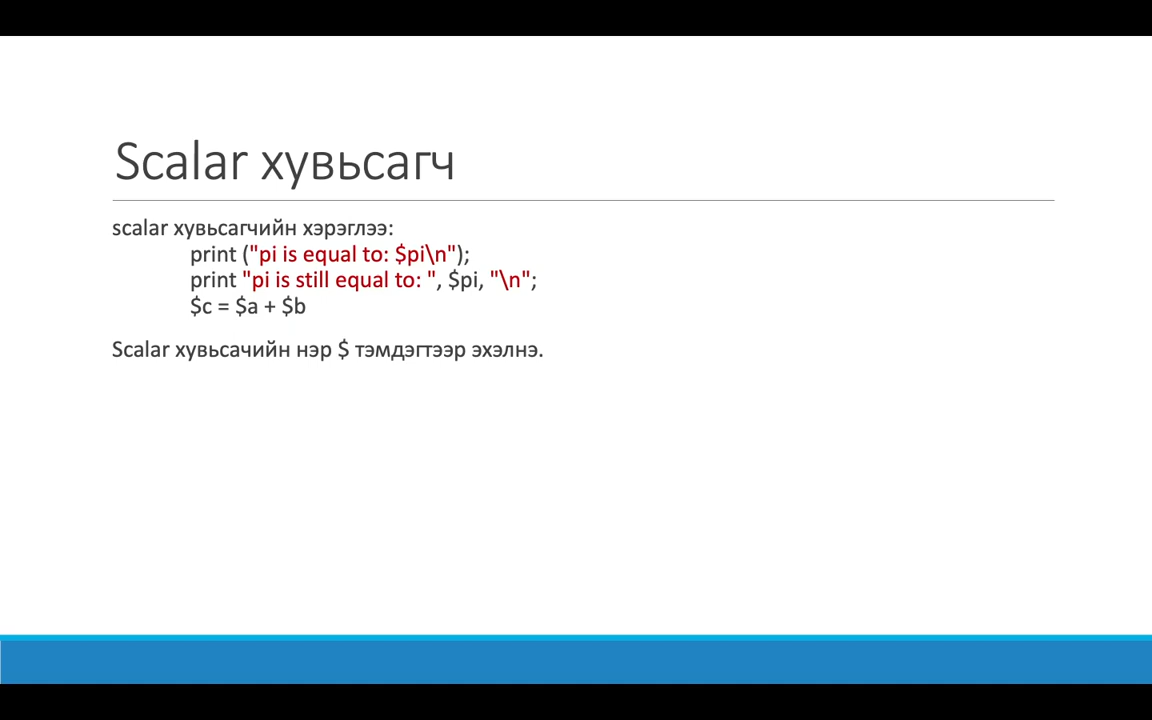 Scalar хувьсагч
scalar хувьсагчийн хэрэглээ:
print ("pi is equal to: $pi\n");
print "pi is still equal to: ", $pi, "\n";
$c = $a + $b
Scalar хувьсачийн нэр $ тэмдэгтээр эхэлнэ.